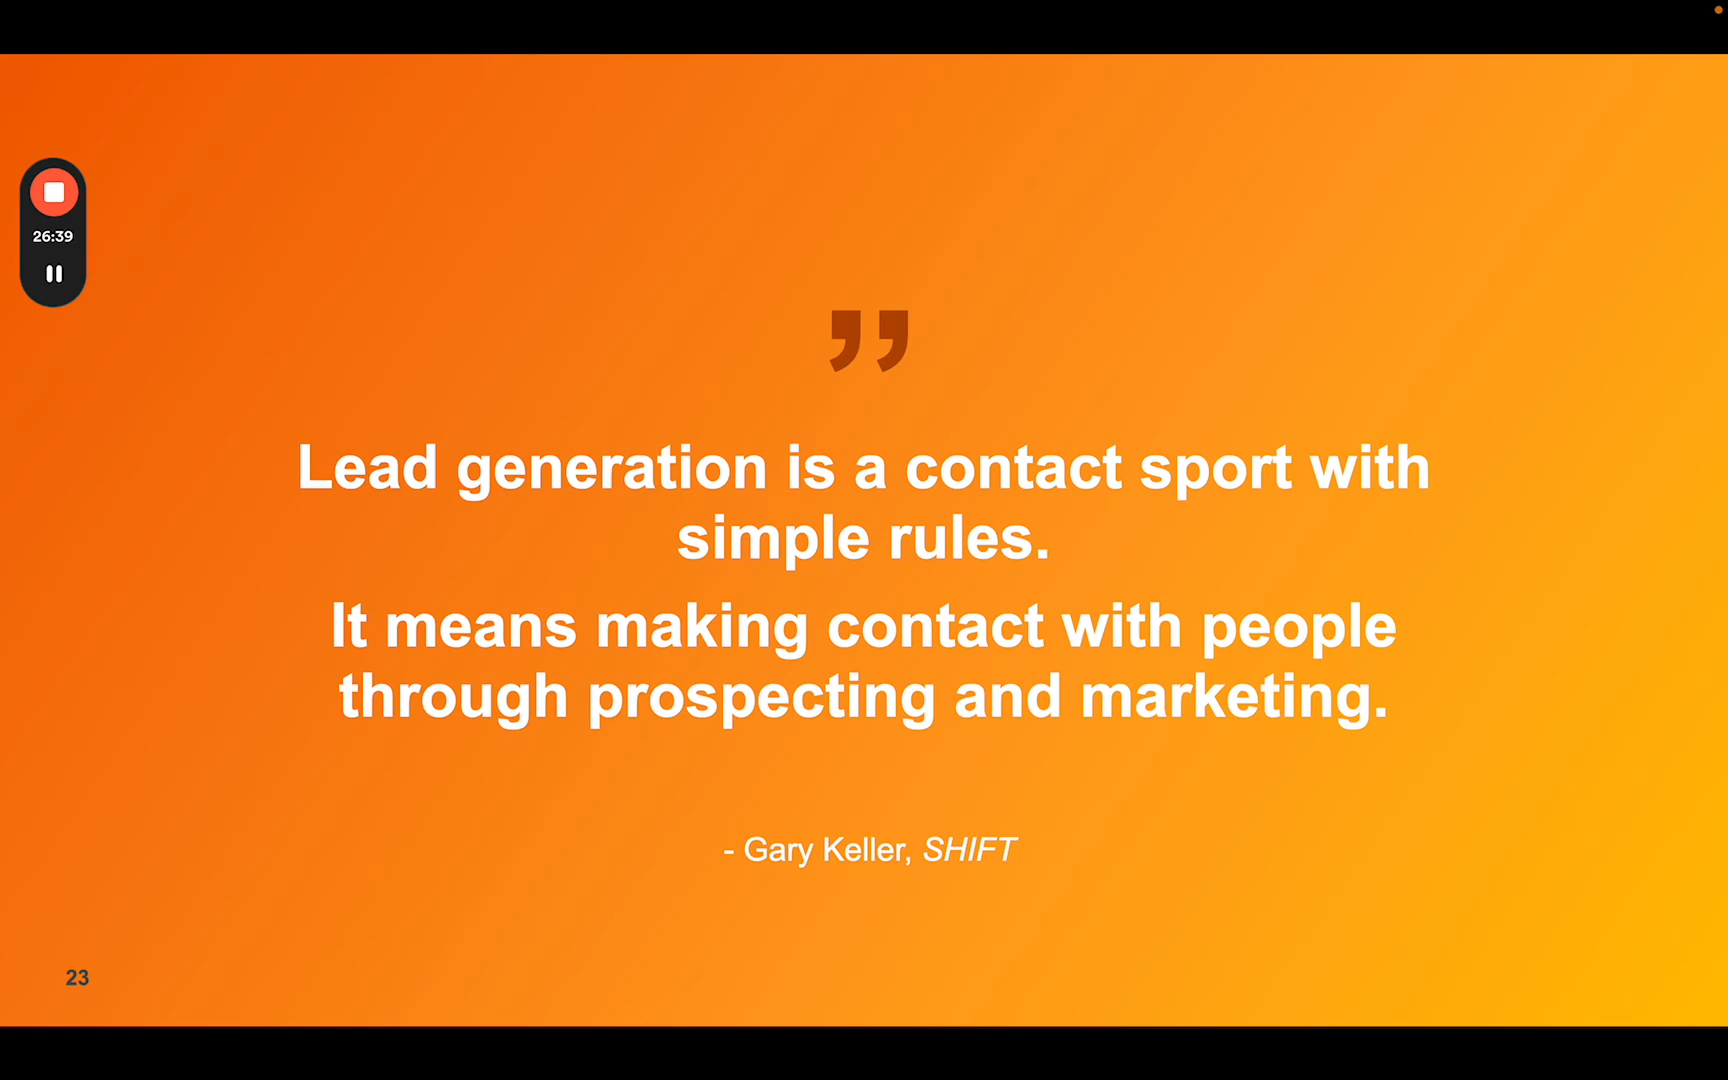 26:39
”
Lead generation is a contact sport with
simple rules.
It means making contact with people
through prospecting and marketing.
- Gary Keller, SHIFT
23